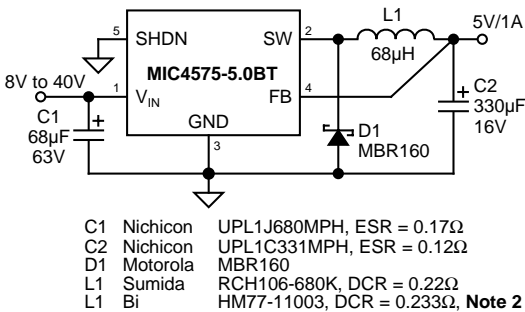 L1
68µH
5V/1A
5 SHDN SW 2
MIC4575-5.0BT
8V to 40V
1 VIN FB 4
GND
3
C1
68µF
63V
D1
MBR160
C2
330µF
16V
C1 Nichicon UPL1J680MPH, ESR = 0.17Ω
C2 Nichicon UPL1C331MPH, ESR = 0.12Ω
D1 Motorola MBR160
L1 Sumida RCH106-680K, DCR = 0.22Ω
L1 Bi HM77-11003, DCR = 0.233Ω, Note 2